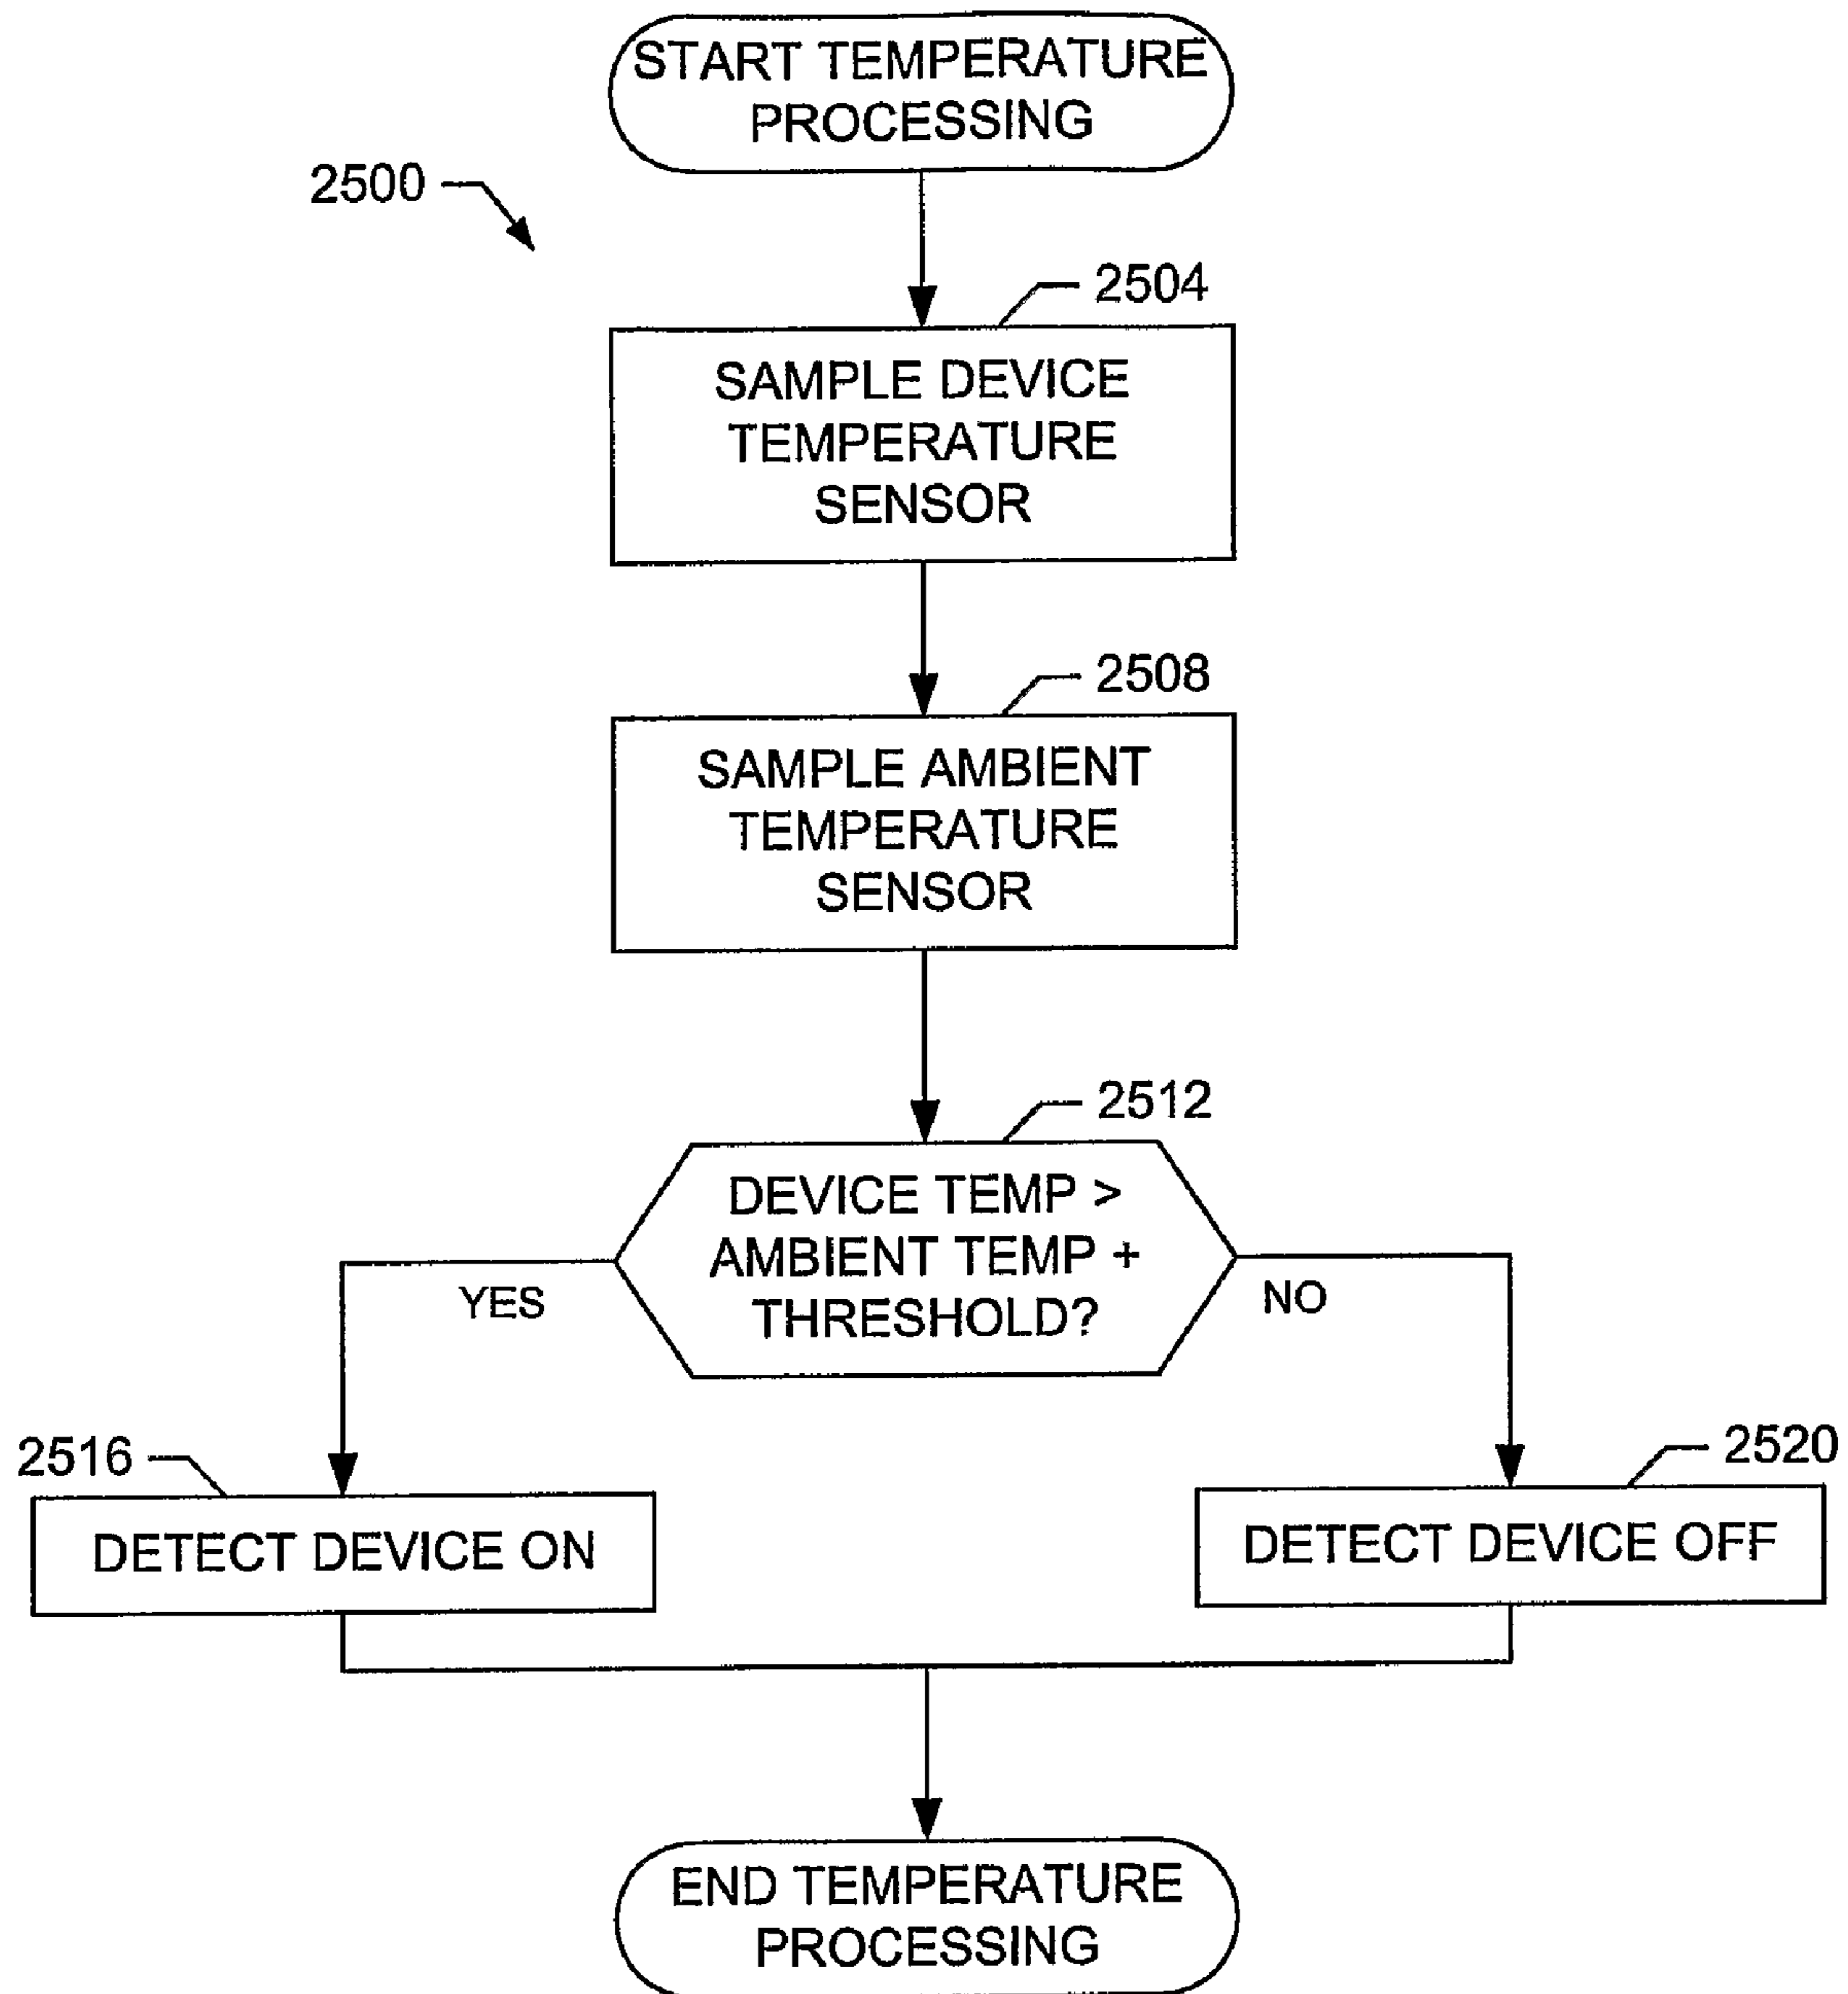 START TEMPERATURE
PROCESSING
2500
2504
SAMPLE DEVICE
TEMPERATURE
SENSOR
2508
SAMPLE AMBIENT
TEMPERATURE
SENSOR
2512
DEVICE TEMP >
AMBIENT TEMP +
THRESHOLD?
YES
NO
2516
DETECT DEVICE ON
2520
DETECT DEVICE OFF
END TEMPERATURE
PROCESSING